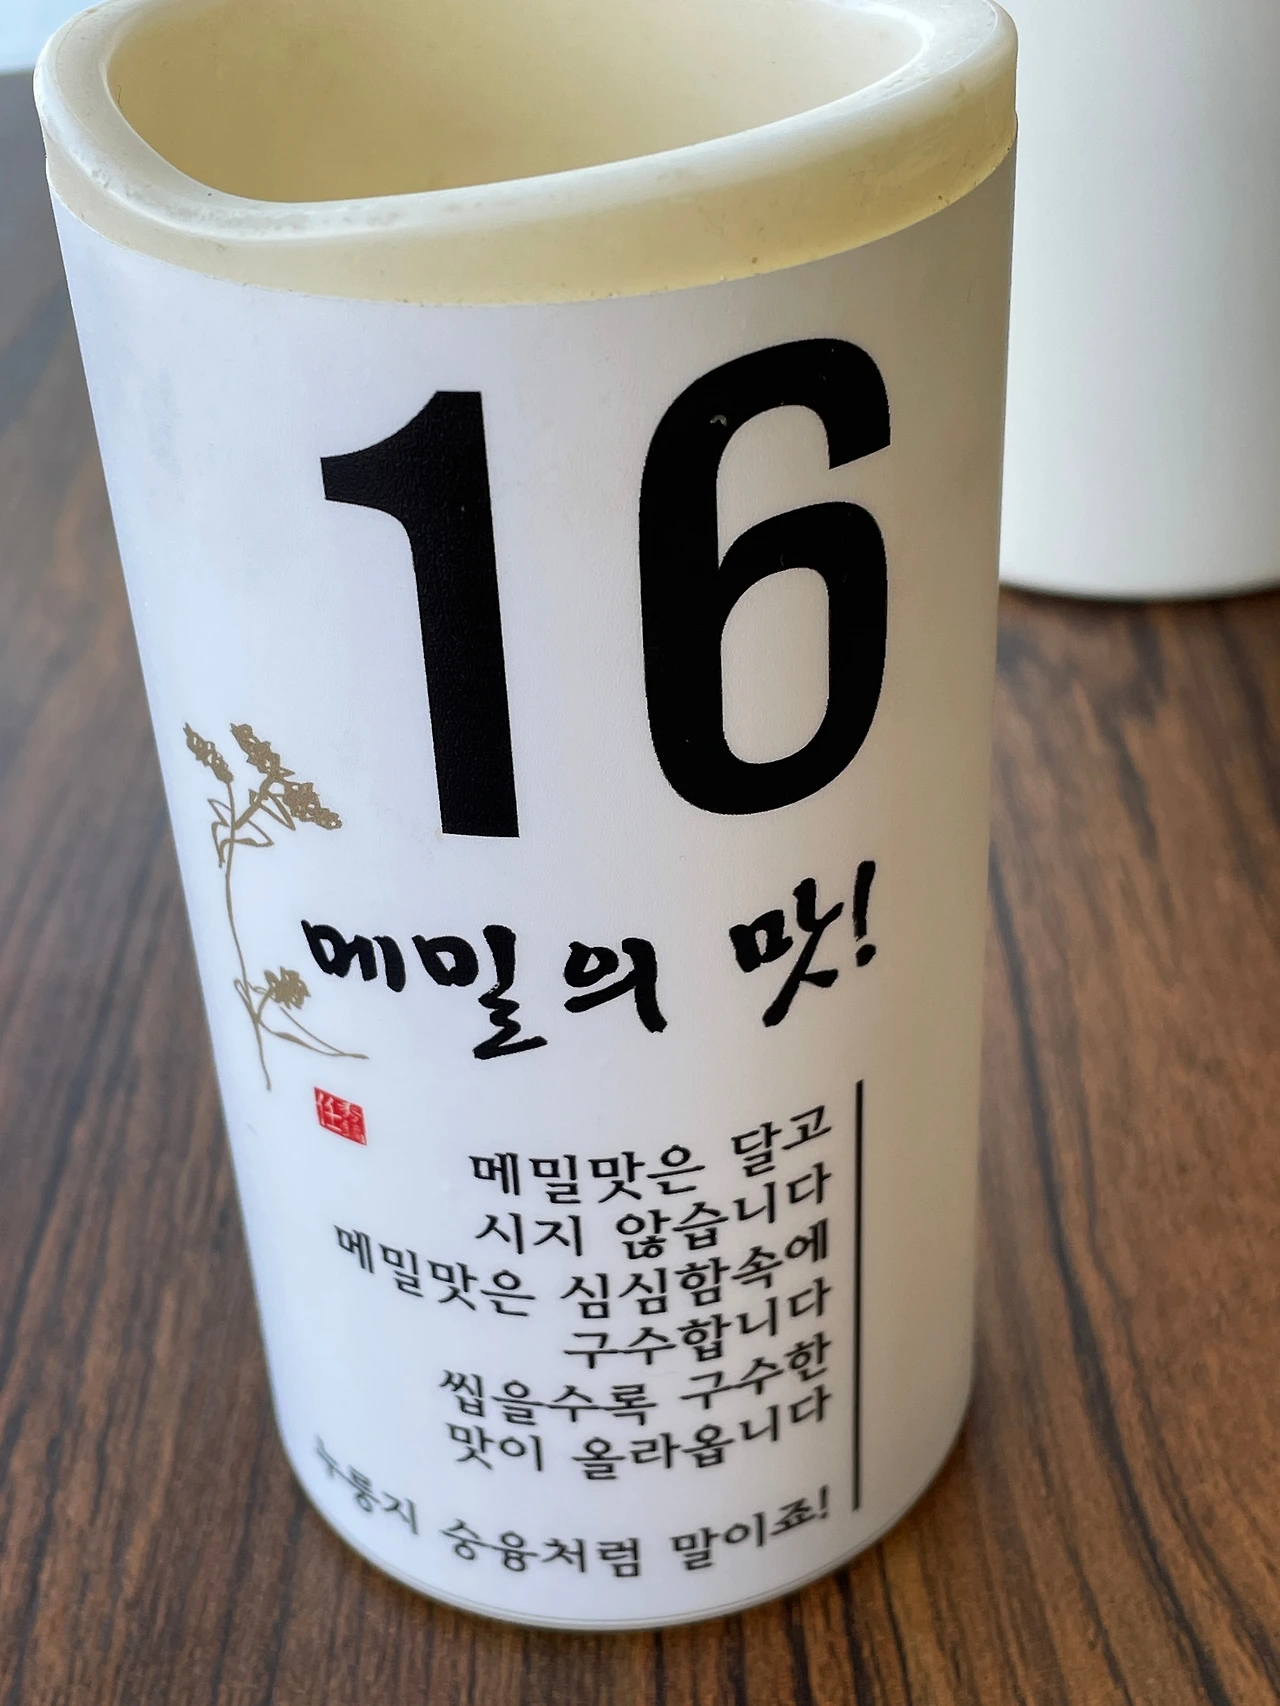 16
메밀의 맛!
메밀맛은 달고
시지 않습니다
메밀맛은 심심함속에
구수합니다
씹을수록 구수한
맛이 올라옵니다
누룽지 숭융처럼 말이죠!